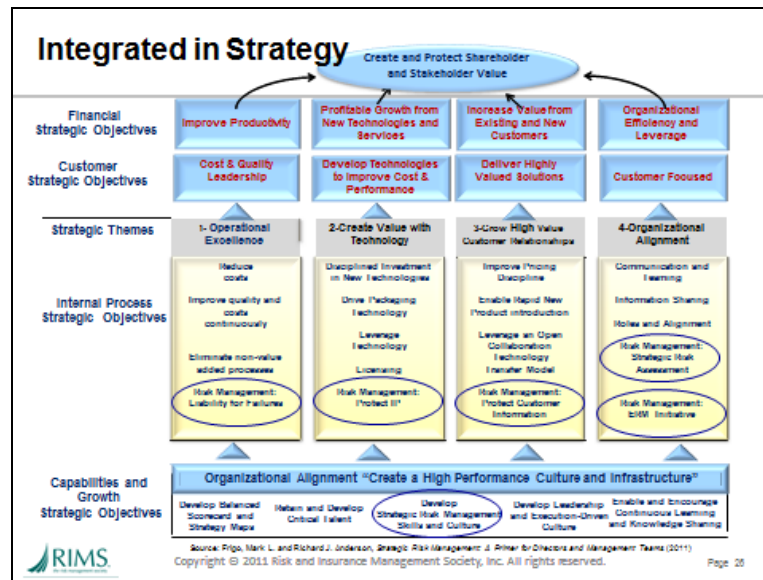 Integrated in Strategy
Create and Protect Shareholder
and Stakeholder Value
Financial
Strategic Objectives
Improve Productivity
Profitable Growth from
New Technologies and
Services
Increase Value from
Existing and New
Customers
Organizational
Efficiency and
Leverage
Customer
Strategic Objectives
Cost & Quality
Leadership
Develop Technologies
to Improve Cost &
Performance
Deliver Highly
Valued Solutions
Customer Focused
Strategic Themes
1- Operational
Excellence
2-Create Value with
Technology
3-Grow High Value
Customer Relationships
4-Organizational
Alignment
Internal Process
Strategic Objectives
Reduce
costs
Improve quality and
costs
continuously
Eliminate non-value
added processes
Risk Management:
Liability for Failures
Disciplined Investment
in New Technologies
Drive Packaging
Technology
Leverage
Technology
Licensing
Risk Management:
Protect IP
Improve Pricing
Discipline
Enable Rapid New
Product introduction
Leverage an Open
Collaboration
Technology
Transfer Model
Risk Management:
Protect Customer
Information
Communication and
Information Sharing
Roles and Alignment
Risk Management:
Strategic Risk
Assessment
Risk Management:
ERM Initiative
Capabilities and
Growth
Strategic Objectives
Organizational Alignment "Create a High Performance Culture and Infrastructure"
Develop Balanced
Scorecard and
Strategy Maps
Retain and Develop
Critical Talent
Develop
Strategic Risk Management
Skills and Culture
Develop Leadership
and Execution-Driven
Culture
Enable and Encourage
Continuous Learning
and Knowledge Sharing
Source: Frigo, Mark L. and Richard J. Anderson, Strategic Risk Management: A Primer for Directors and Management Teams (2011)
RIMS
Copyright © 2011 Risk and Insurance Management Society, Inc. All rights reserved.
Page 26